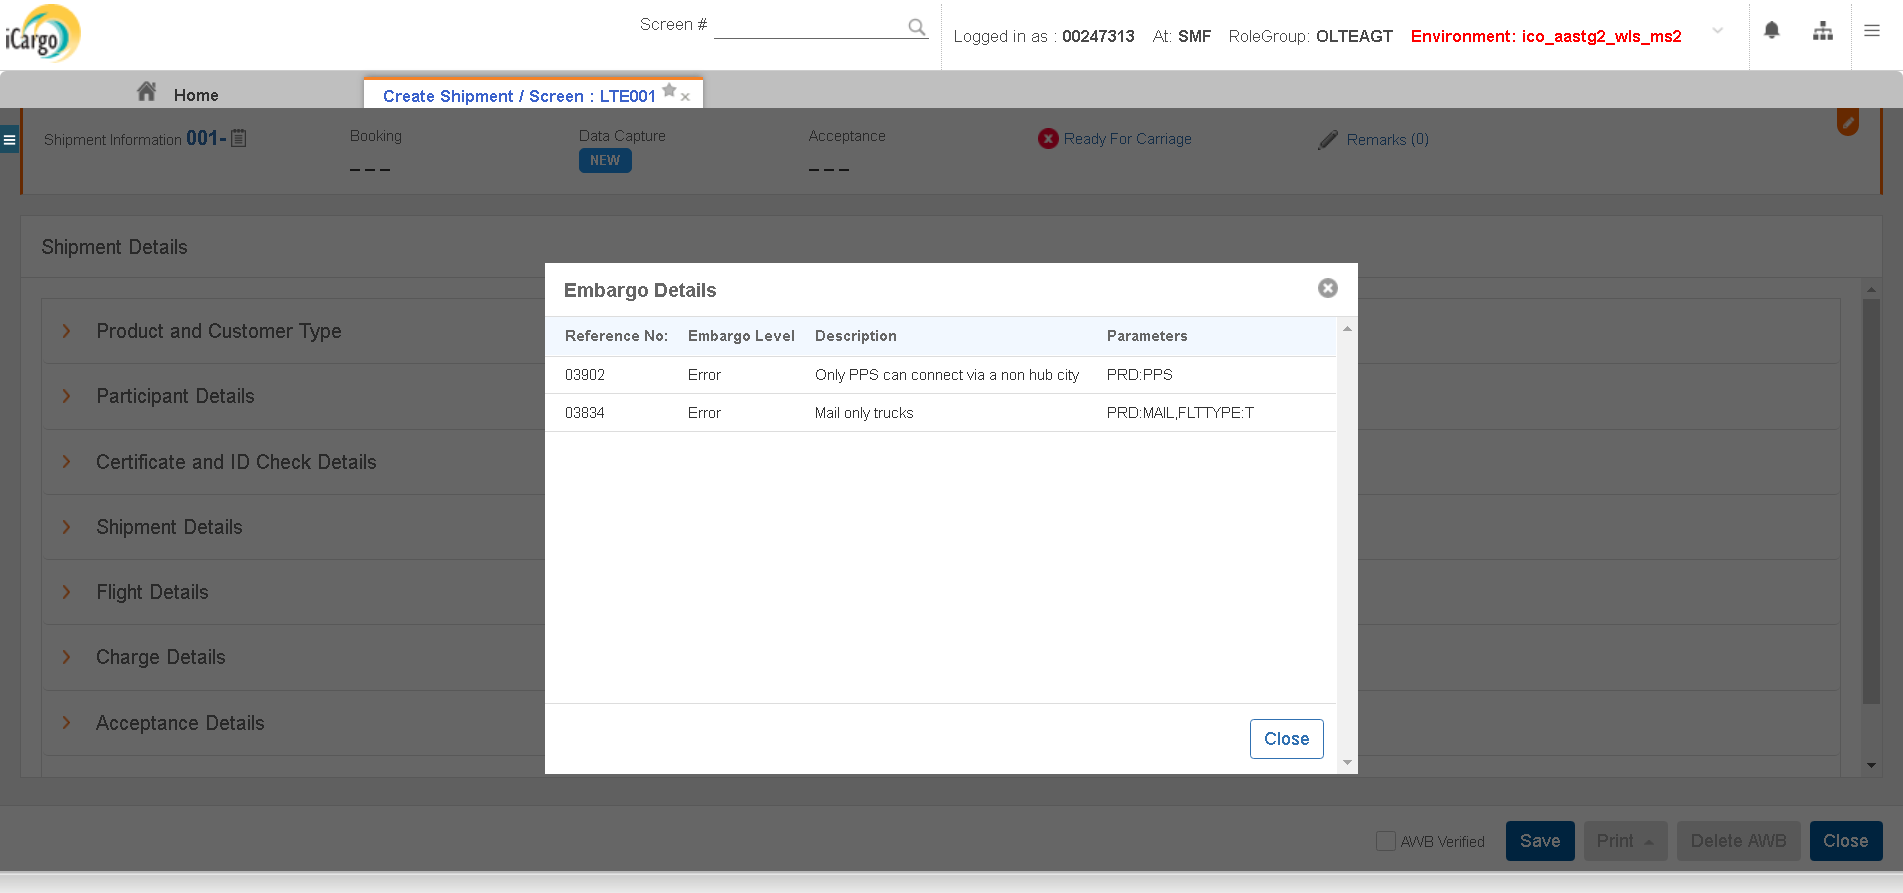 iCargo
Screen #
Logged in as : 00247313 At: SMF RoleGroup: OLTEAGT Environment: ico_aastg2_wls_ms2
Home
Create Shipment / Screen : LTE001
Shipment Information 001-
Booking
Data Capture
Acceptance
Ready For Carriage
Remarks (0)
NEW
Shipment Details
Product and Customer Type
Participant Details
Certificate and ID Check Details
Shipment Details
Flight Details
Charge Details
Acceptance Details
Embargo Details
Reference No: Embargo Level Description Parameters
03902 Error Only PPS can connect via a non hub city PRD:PPS
03834 Error Mail only trucks PRD:MAIL,FLTTYPE:T
Close
AWB Verified Save Print Delete AWB Close